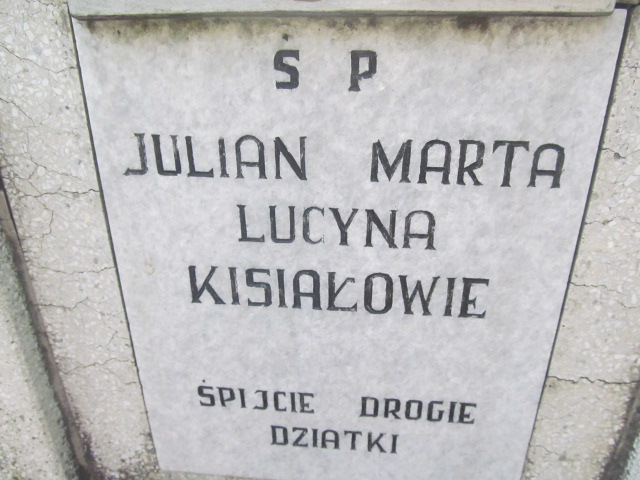 S P
JULIAN MARTA
LUCYNA
KISIAŁOWIE
ŚPIJCIE DROGIE
DZIATKI